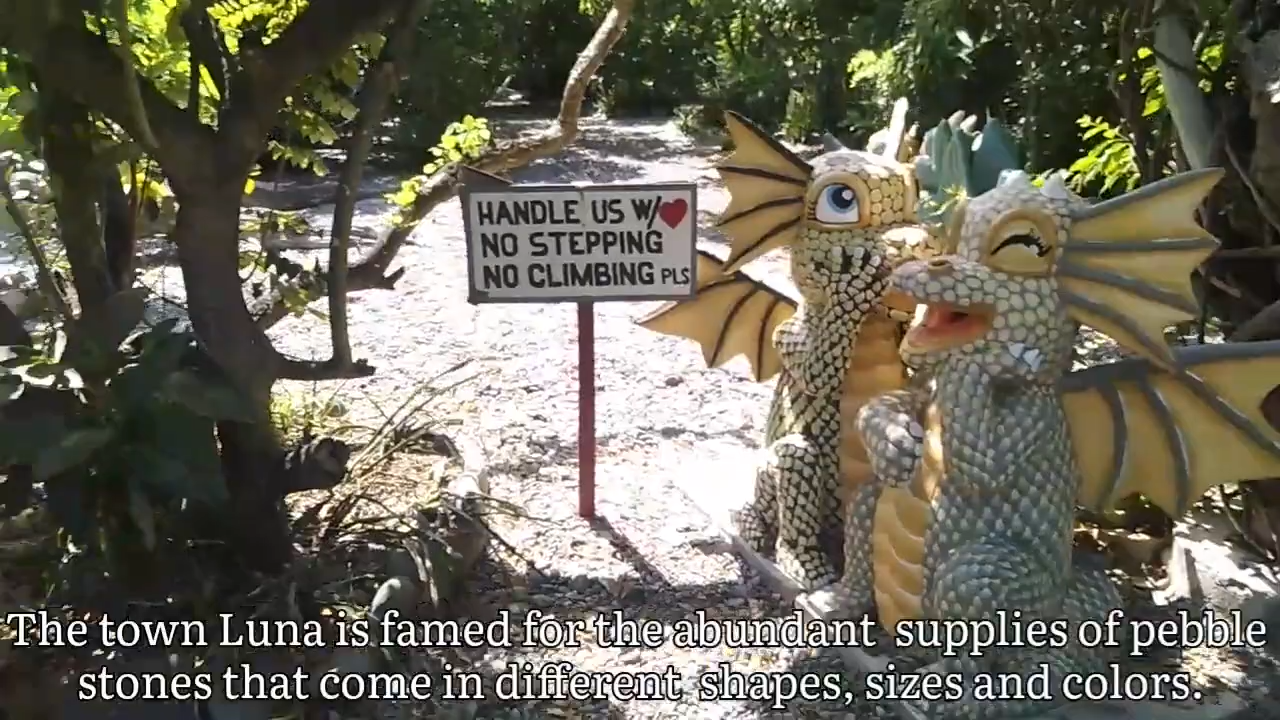 HANDLE US W/❤
NO STEPPING
NO CLIMBING PLS
The town Luna is famed for the abundant supplies of pebble
stones that come in different shapes, sizes and colors.